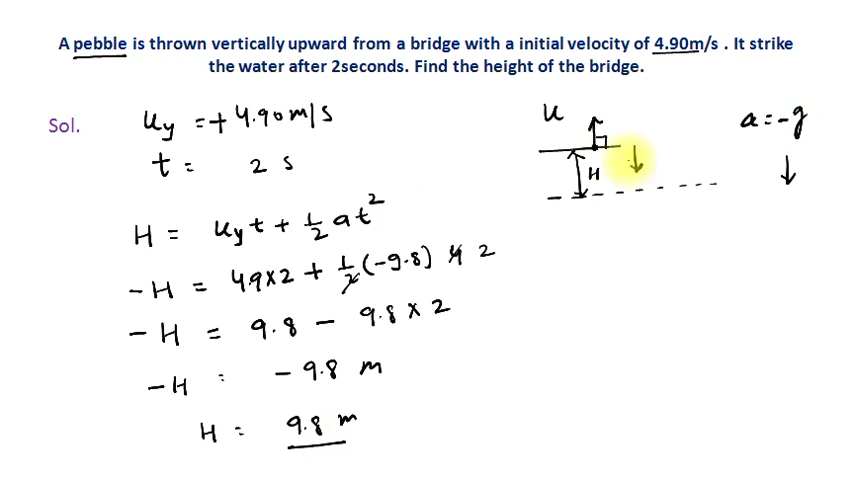 A pebble is thrown vertically upward from a bridge with a initial velocity of 4.90m/s . It strike
the water after 2seconds. Find the height of the bridge.
Sol.
uy = + 4.90 m/s
t = 2 s
H = uyt + 1/2 at²
-H = 4.9×2 + 1/2 (-9.8) 4 2
-H = 9.8 - 9.8 × 2
-H = - 9.8 m
H = 9.8 m
u
H
a = -g